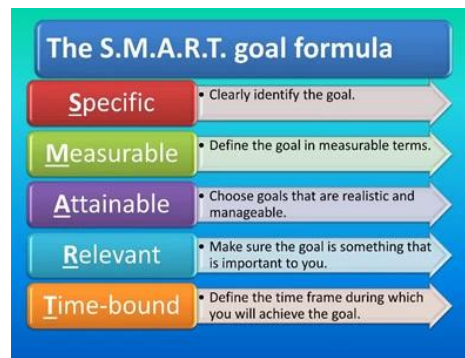 The S.M.A.R.T. goal formula
Specific
• Clearly identify the goal.
Measurable
• Define the goal in measurable terms.
Attainable
• Choose goals that are realistic and
manageable.
Relevant
• Make sure the goal is something that
is important to you.
Time-bound
• Define the time frame during which
you will achieve the goal.